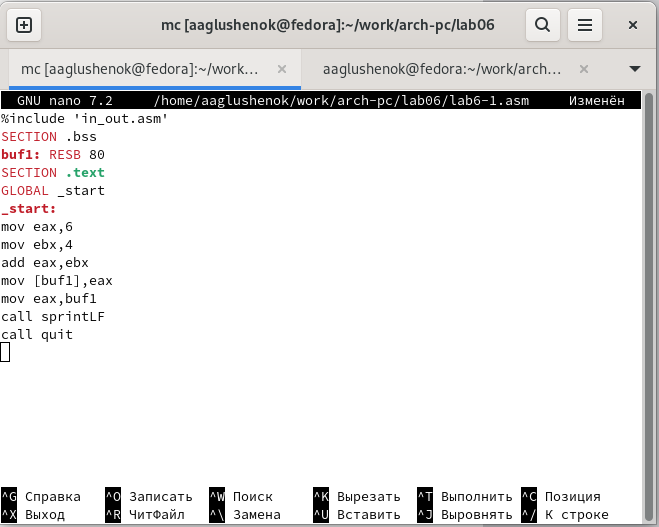 mc [aaglushenok@fedora]:~/work/arch-pc/lab06
mc [aaglushenok@fedora]:~/work...
aaglushenok@fedora:~/work/arch...
GNU nano 7.2 /home/aaglushenok/work/arch-pc/lab06/lab6-1.asm Изменён
%include 'in_out.asm'
SECTION .bss
buf1: RESB 80
SECTION .text
GLOBAL _start
_start:
mov eax,6
mov ebx,4
add eax,ebx
mov [buf1],eax
mov eax,buf1
call sprintLF
call quit
^G Справка ^O Записать ^W Поиск ^K Вырезать ^T Выполнить ^C Позиция
^X Выход ^R ЧитФайл ^\ Замена ^U Вставить ^J Выровнять ^/ К строке